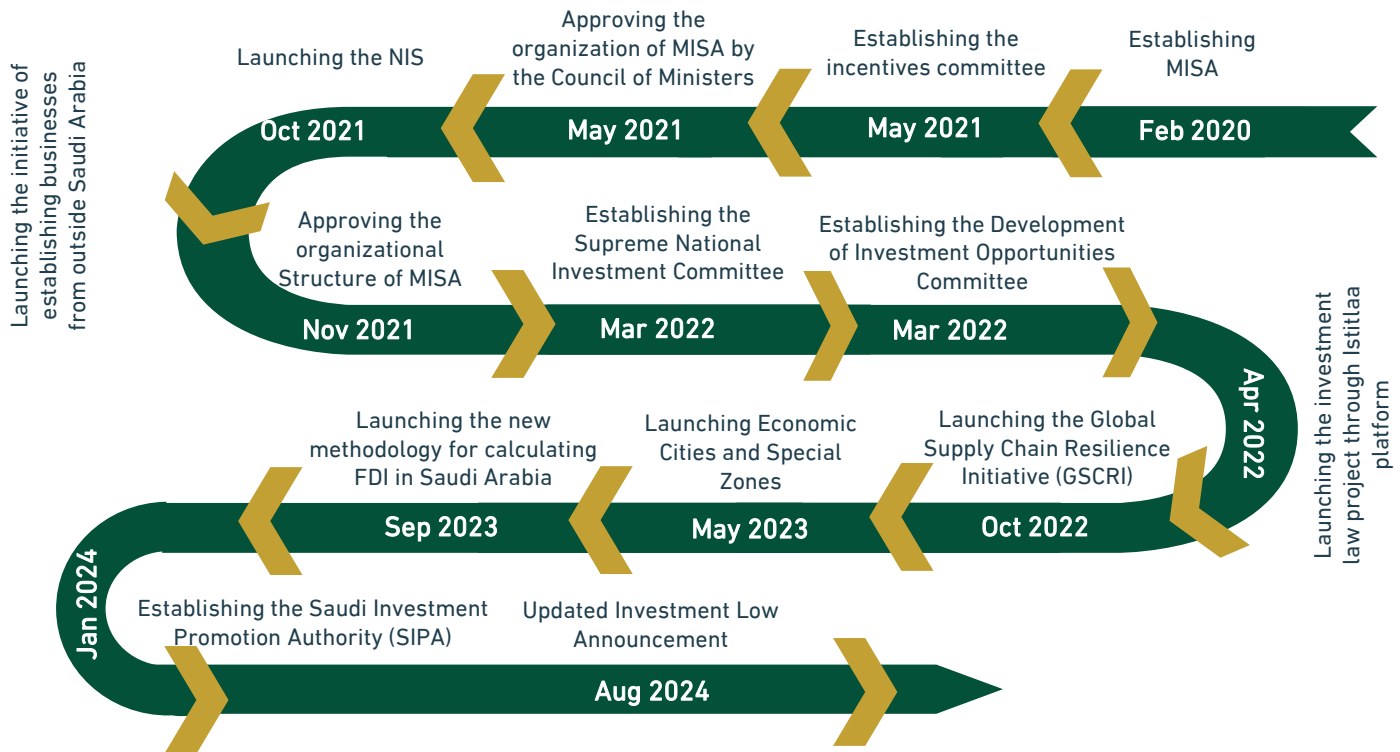 Establishing
MISA
Feb 2020
Establishing the
incentives committee
May 2021
Approving the
organization of MISA by
the Council of Ministers
May 2021
Launching the NIS
Oct 2021
Launching the initiative of
establishing businesses
from outside Saudi Arabia
Approving the
organizational
Structure of MISA
Nov 2021
Establishing the
Supreme National
Investment Committee
Mar 2022
Establishing the Development
of Investment Opportunities
Committee
Mar 2022
Apr 2022
Launching the investment
law project through Istitlaa
platform
Launching the Global
Supply Chain Resilience
Initiative (GSCRI)
Oct 2022
Launching Economic
Cities and Special
Zones
May 2023
Launching the new
methodology for calculating
FDI in Saudi Arabia
Sep 2023
Jan 2024
Establishing the Saudi Investment
Promotion Authority (SIPA)
Updated Investment Low
Announcement
Aug 2024